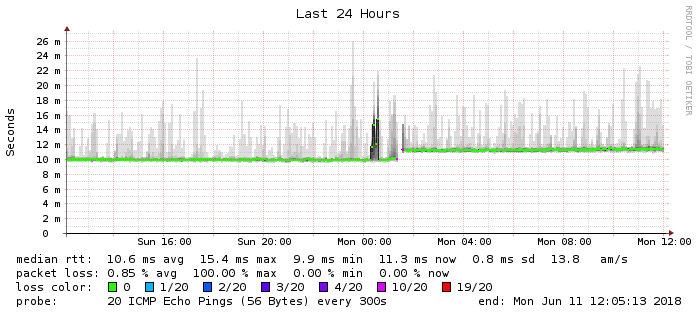 Last 24 Hours
RRDTOOL / TOBI OETIKER
Seconds
26 m
24 m
22 m
20 m
18 m
16 m
14 m
12 m
10 m
8 m
6 m
4 m
2 m
0
Sun 16:00 Sun 20:00 Mon 00:00 Mon 04:00 Mon 08:00 Mon 12:00
median rtt: 10.6 ms avg 15.4 ms max 9.9 ms min 11.3 ms now 0.8 ms sd 13.8 am/s
packet loss: 0.85 % avg 100.00 % max 0.00 % min 0.00 % now
loss color: 0 1/20 2/20 3/20 4/20 10/20 19/20
probe: 20 ICMP Echo Pings (56 Bytes) every 300s end: Mon Jun 11 12:05:13 2018